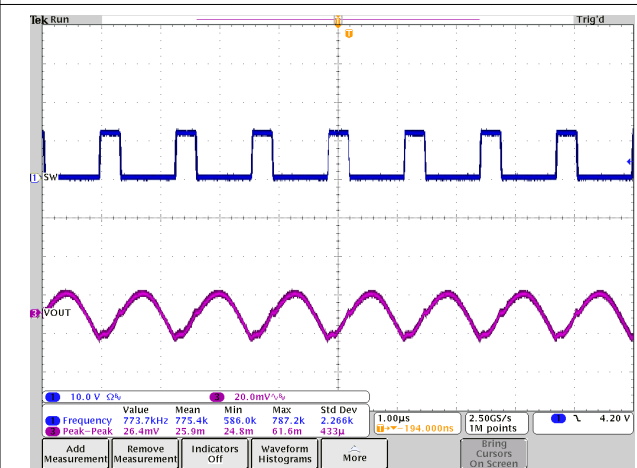 Tek Run Trig'd
T
T
1 SW
3 VOUT
1 10.0 V Ω 3 20.0mV
Value Mean Min Max Std Dev
1 Frequency 773.7kHz 775.4k 586.0k 787.2k 2.266k
3 Peak-Peak 26.4mV 25.9m 24.8m 61.6m 433µ
1.00µs
T→▼-194.000ns
2.50GS/s
1M points
1 4.20 V
Add Measurement
Remove Measurement
Indicators Off
Waveform Histograms
More
Bring Cursors On Screen